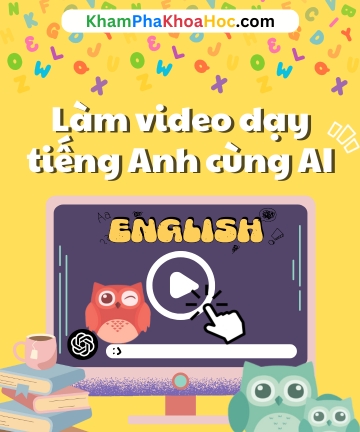 KhamPhaKhoaHoc.com
Làm video dạy
tiếng Anh cùng AI
ENGLISH
:)